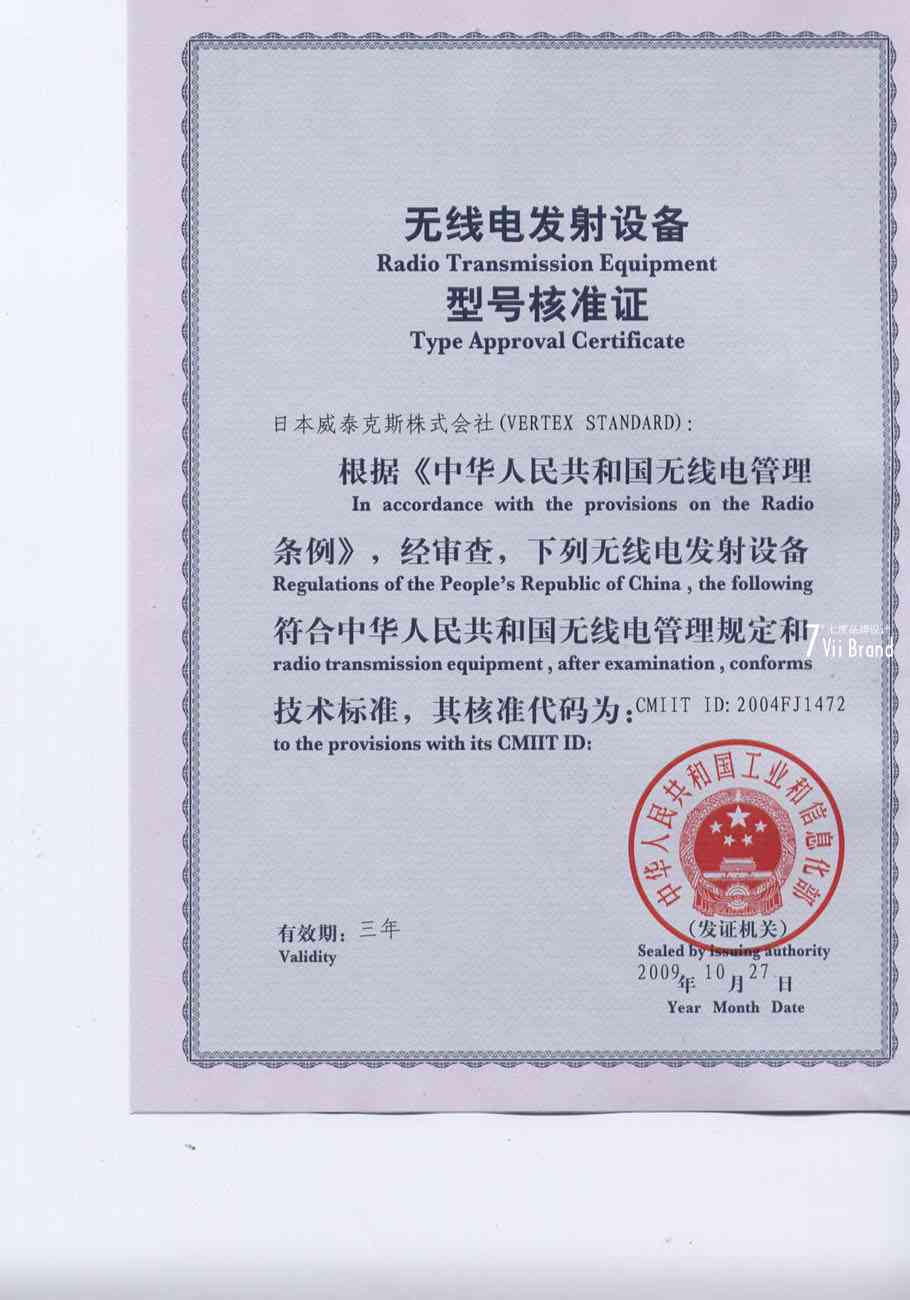 无线电发射设备
Radio Transmission Equipment
型号核准证
Type Approval Certificate
日本威泰克斯株式会社(VERTEX STANDARD):
根据《中华人民共和国无线电管理
In accordance with the provisions on the Radio
条例》,经审查,下列无线电发射设备
Regulations of the People's Republic of China , the following
符合中华人民共和国无线电管理规定和
7° 七度品牌设
Vii Brand
radio transmission equipment , after examination , conforms
技术标准,其核准代码为:CMIIT ID: 2004FJ1472
to the provisions with its CMIIT ID:
中华人民共和国工业和信息化部
有效期: 三年
Validity
(发证机关)
Sealed by issuing authority
2009年 10月 27日
Year Month Date